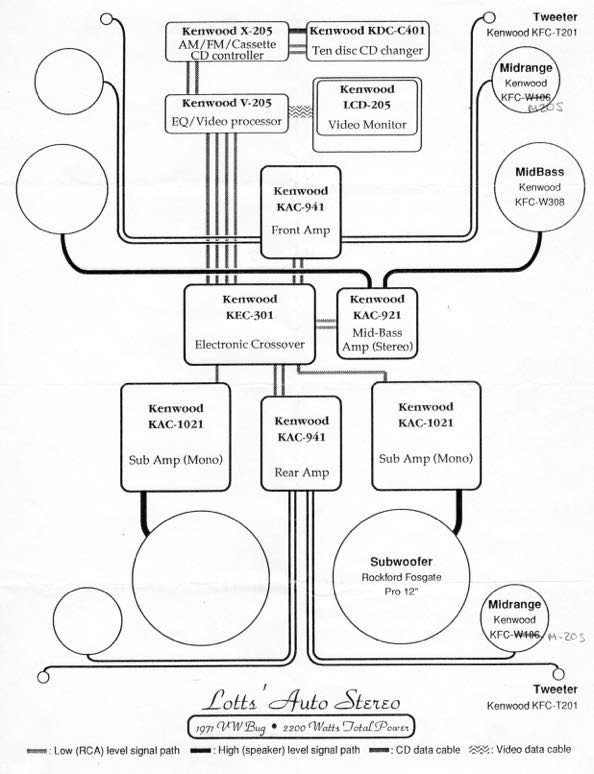 Kenwood X-205
AM/FM/Cassette
CD controller
Kenwood KDC-C401
Ten disc CD changer
Tweeter
Kenwood KFC-T201
Midrange
Kenwood
KFC-W106
M-205
Kenwood V-205
EQ/Video processor
Kenwood
LCD-205
Video Monitor
MidBass
Kenwood
KFC-W308
Kenwood
KAC-941
Front Amp
Kenwood
KEC-301
Electronic Crossover
Kenwood
KAC-921
Mid-Bass
Amp (Stereo)
Kenwood
KAC-1021
Sub Amp (Mono)
Kenwood
KAC-941
Rear Amp
Kenwood
KAC-1021
Sub Amp (Mono)
Subwoofer
Rockford Fosgate
Pro 12"
Midrange
Kenwood
KFC-W106 M-205
Tweeter
Kenwood KFC-T201
Lotts' Auto Stereo
1971 VW Bug • 2200 Watts Total Power
: Low (RCA) level signal path : High (speaker) level signal path : CD data cable : Video data cable